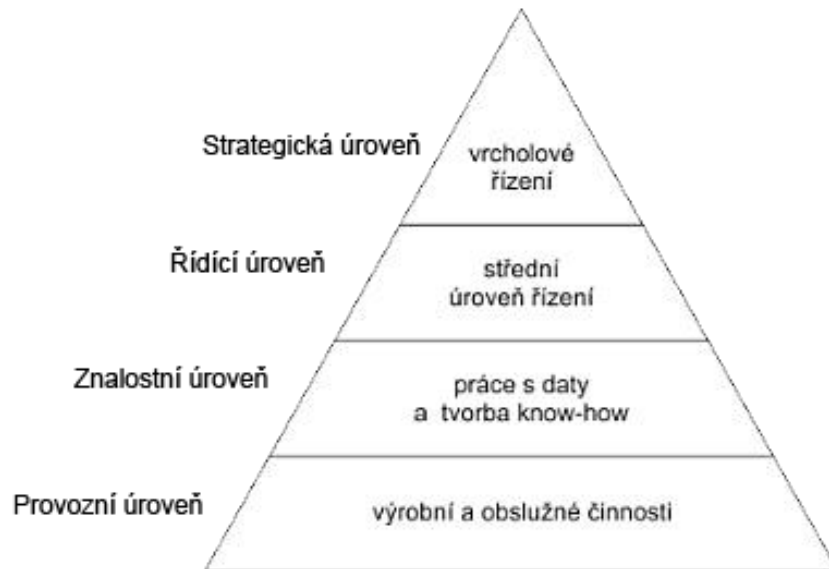 Strategická úroveň
vrcholové
řízení
Řídící úroveň
střední
úroveň řízení
Znalostní úroveň
práce s daty
a tvorba know-how
Provozní úroveň
výrobní a obslužné činnosti